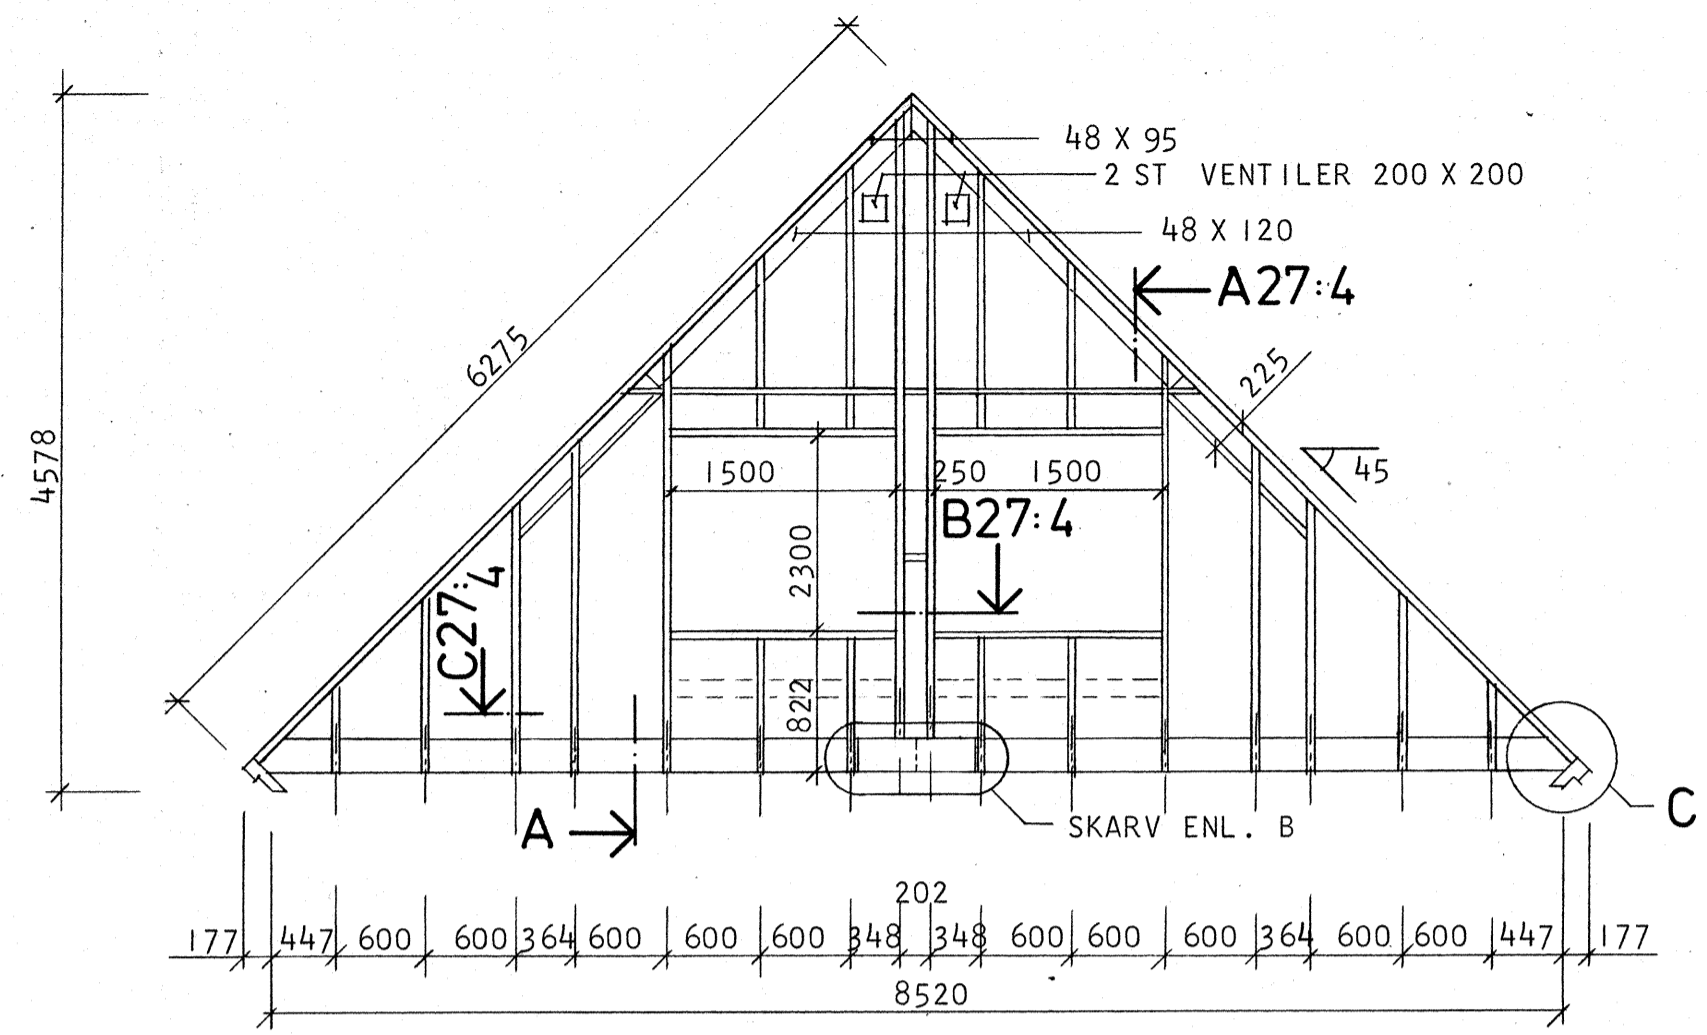 48 X 95
2 ST VENTILER 200 X 200
48 X 120
A27:4
6275
225
4578
45
1500
250
1500
B27:4
2300
C27:4
822
A
SKARV ENL. B
C
202
177 447 600 600 364 600 600 600 348 348 600 600 600 364 600 600 447 177
8520